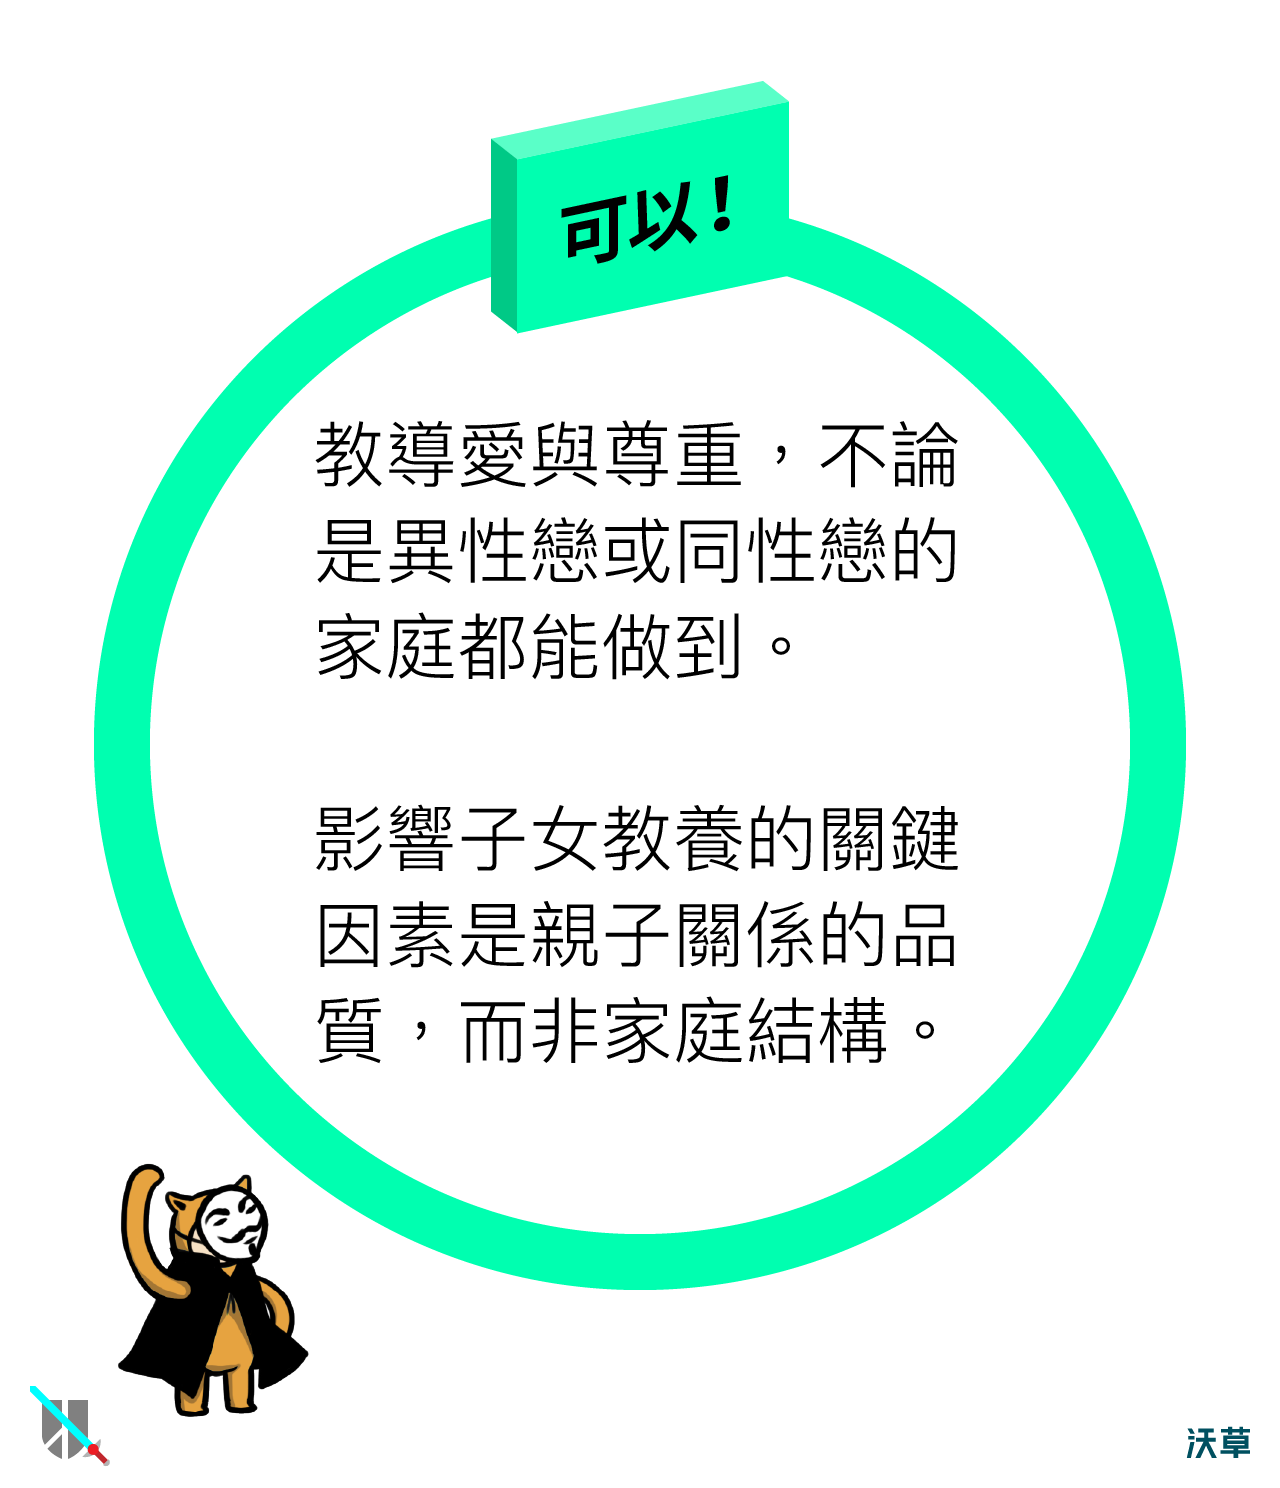 可以！
教導愛與尊重，不論
是異性戀或同性戀的
家庭都能做到。
影響子女教養的關鍵
因素是親子關係的品
質，而非家庭結構。
沃草